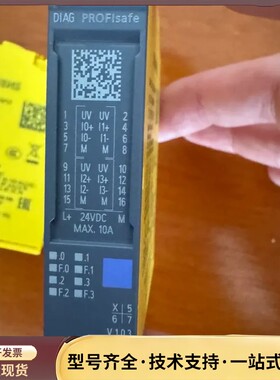 DIAG PROFIsafe
1 UV UV 2
3 I0+ I1+ 4
5 I0- I1- 6
7 M M 8
9 UV UV 10
11 I2+ I3+ 12
13 I2- I3- 14
15 M M 16
L+ 24VDC M
MAX. 10A
.0 .1
F.0 F.1
.2 .3
F.2 F.3
X 5
6 7
V 1.0.3
发票
现货
型号齐全·技术支持·一站式